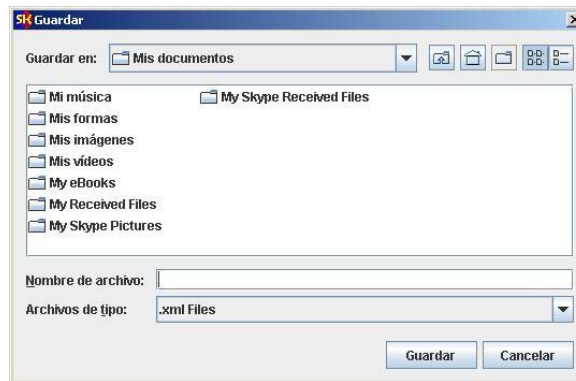 SK Guardar
Guardar en: Mis documentos
Mi música
Mis formas
Mis imágenes
Mis vídeos
My eBooks
My Received Files
My Skype Pictures
My Skype Received Files
Nombre de archivo:
Archivos de tipo: .xml Files
Guardar Cancelar